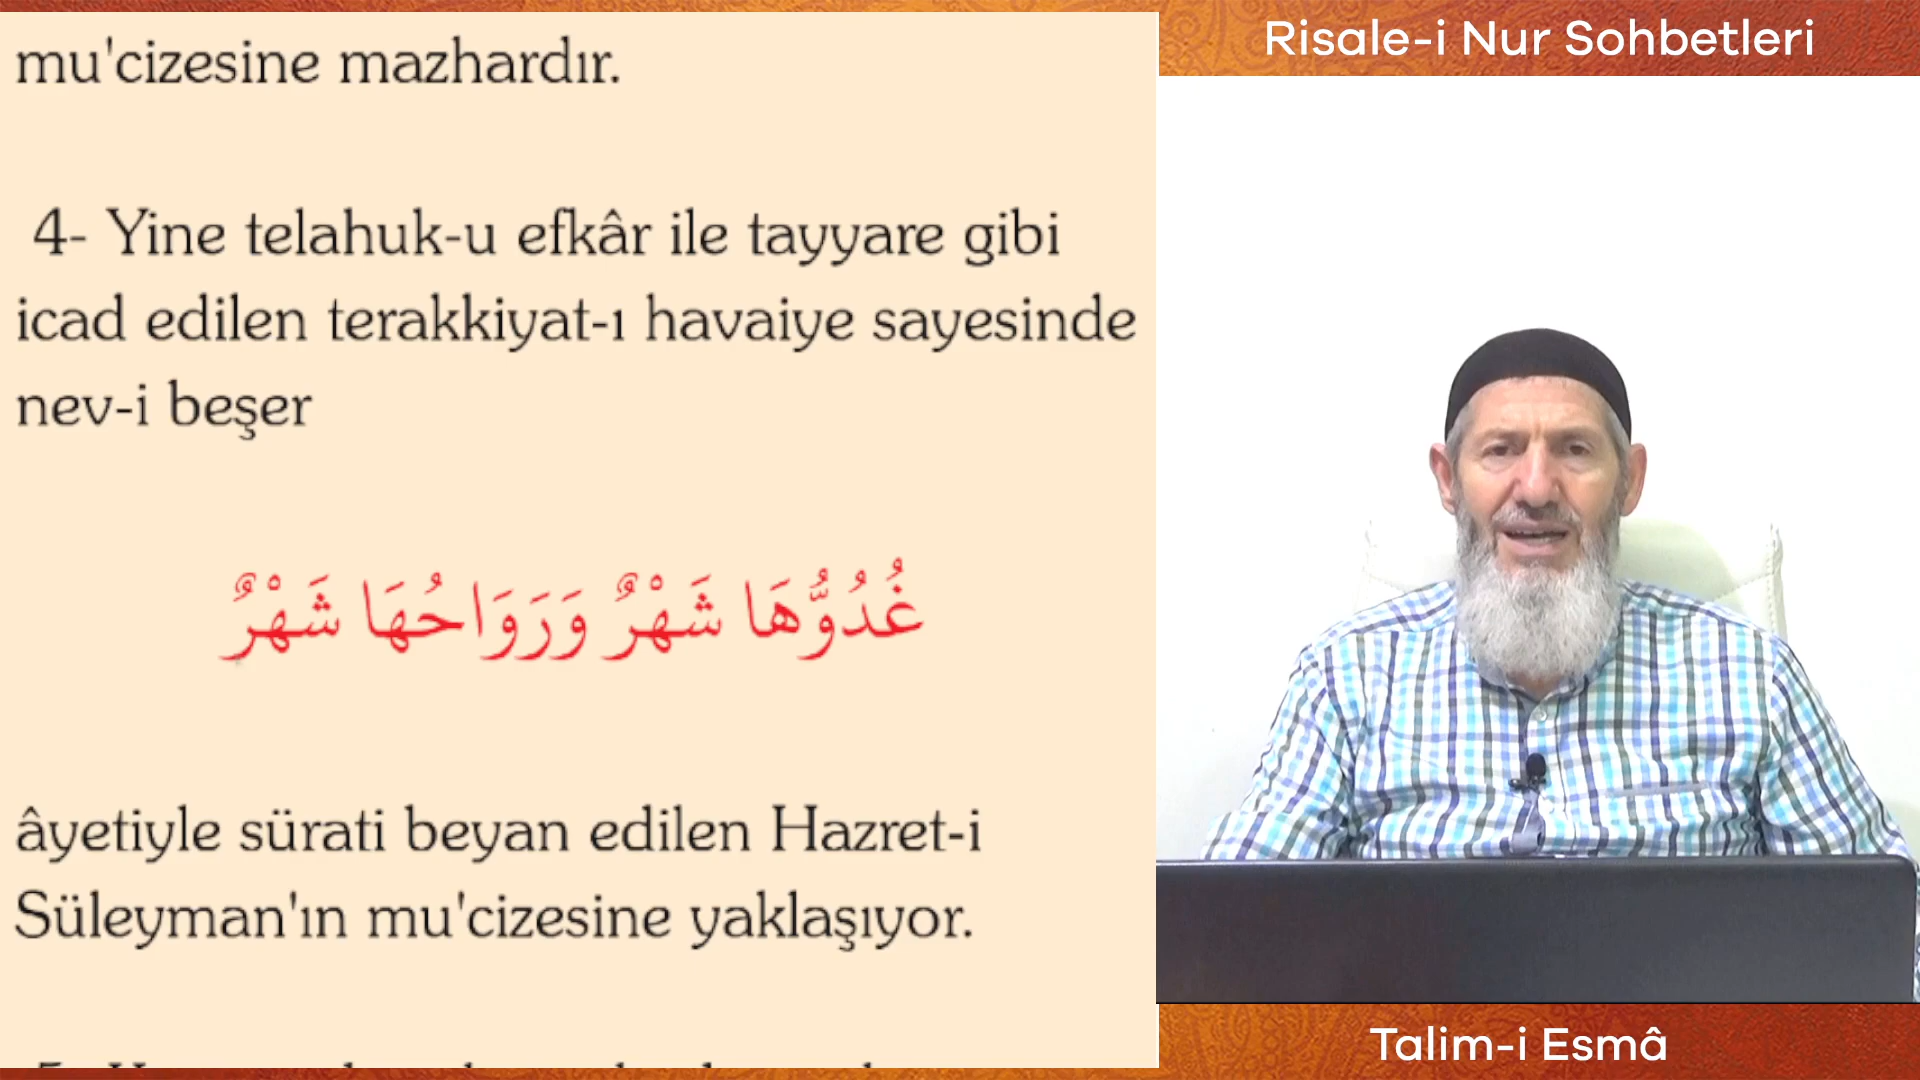 mu'cizesine mazhardır.
4- Yine telahuk-u efkâr ile tayyare gibi
icad edilen terakkiyat-ı havaiye sayesinde
nev-i beşer
غُدُوُّهَا شَهْرٌ وَرَوَاحُهَا شَهْرٌ
âyetiyle sürati beyan edilen Hazret-i
Süleyman'ın mu'cizesine yaklaşıyor.
Risale-i Nur Sohbetleri
Talim-i Esmâ